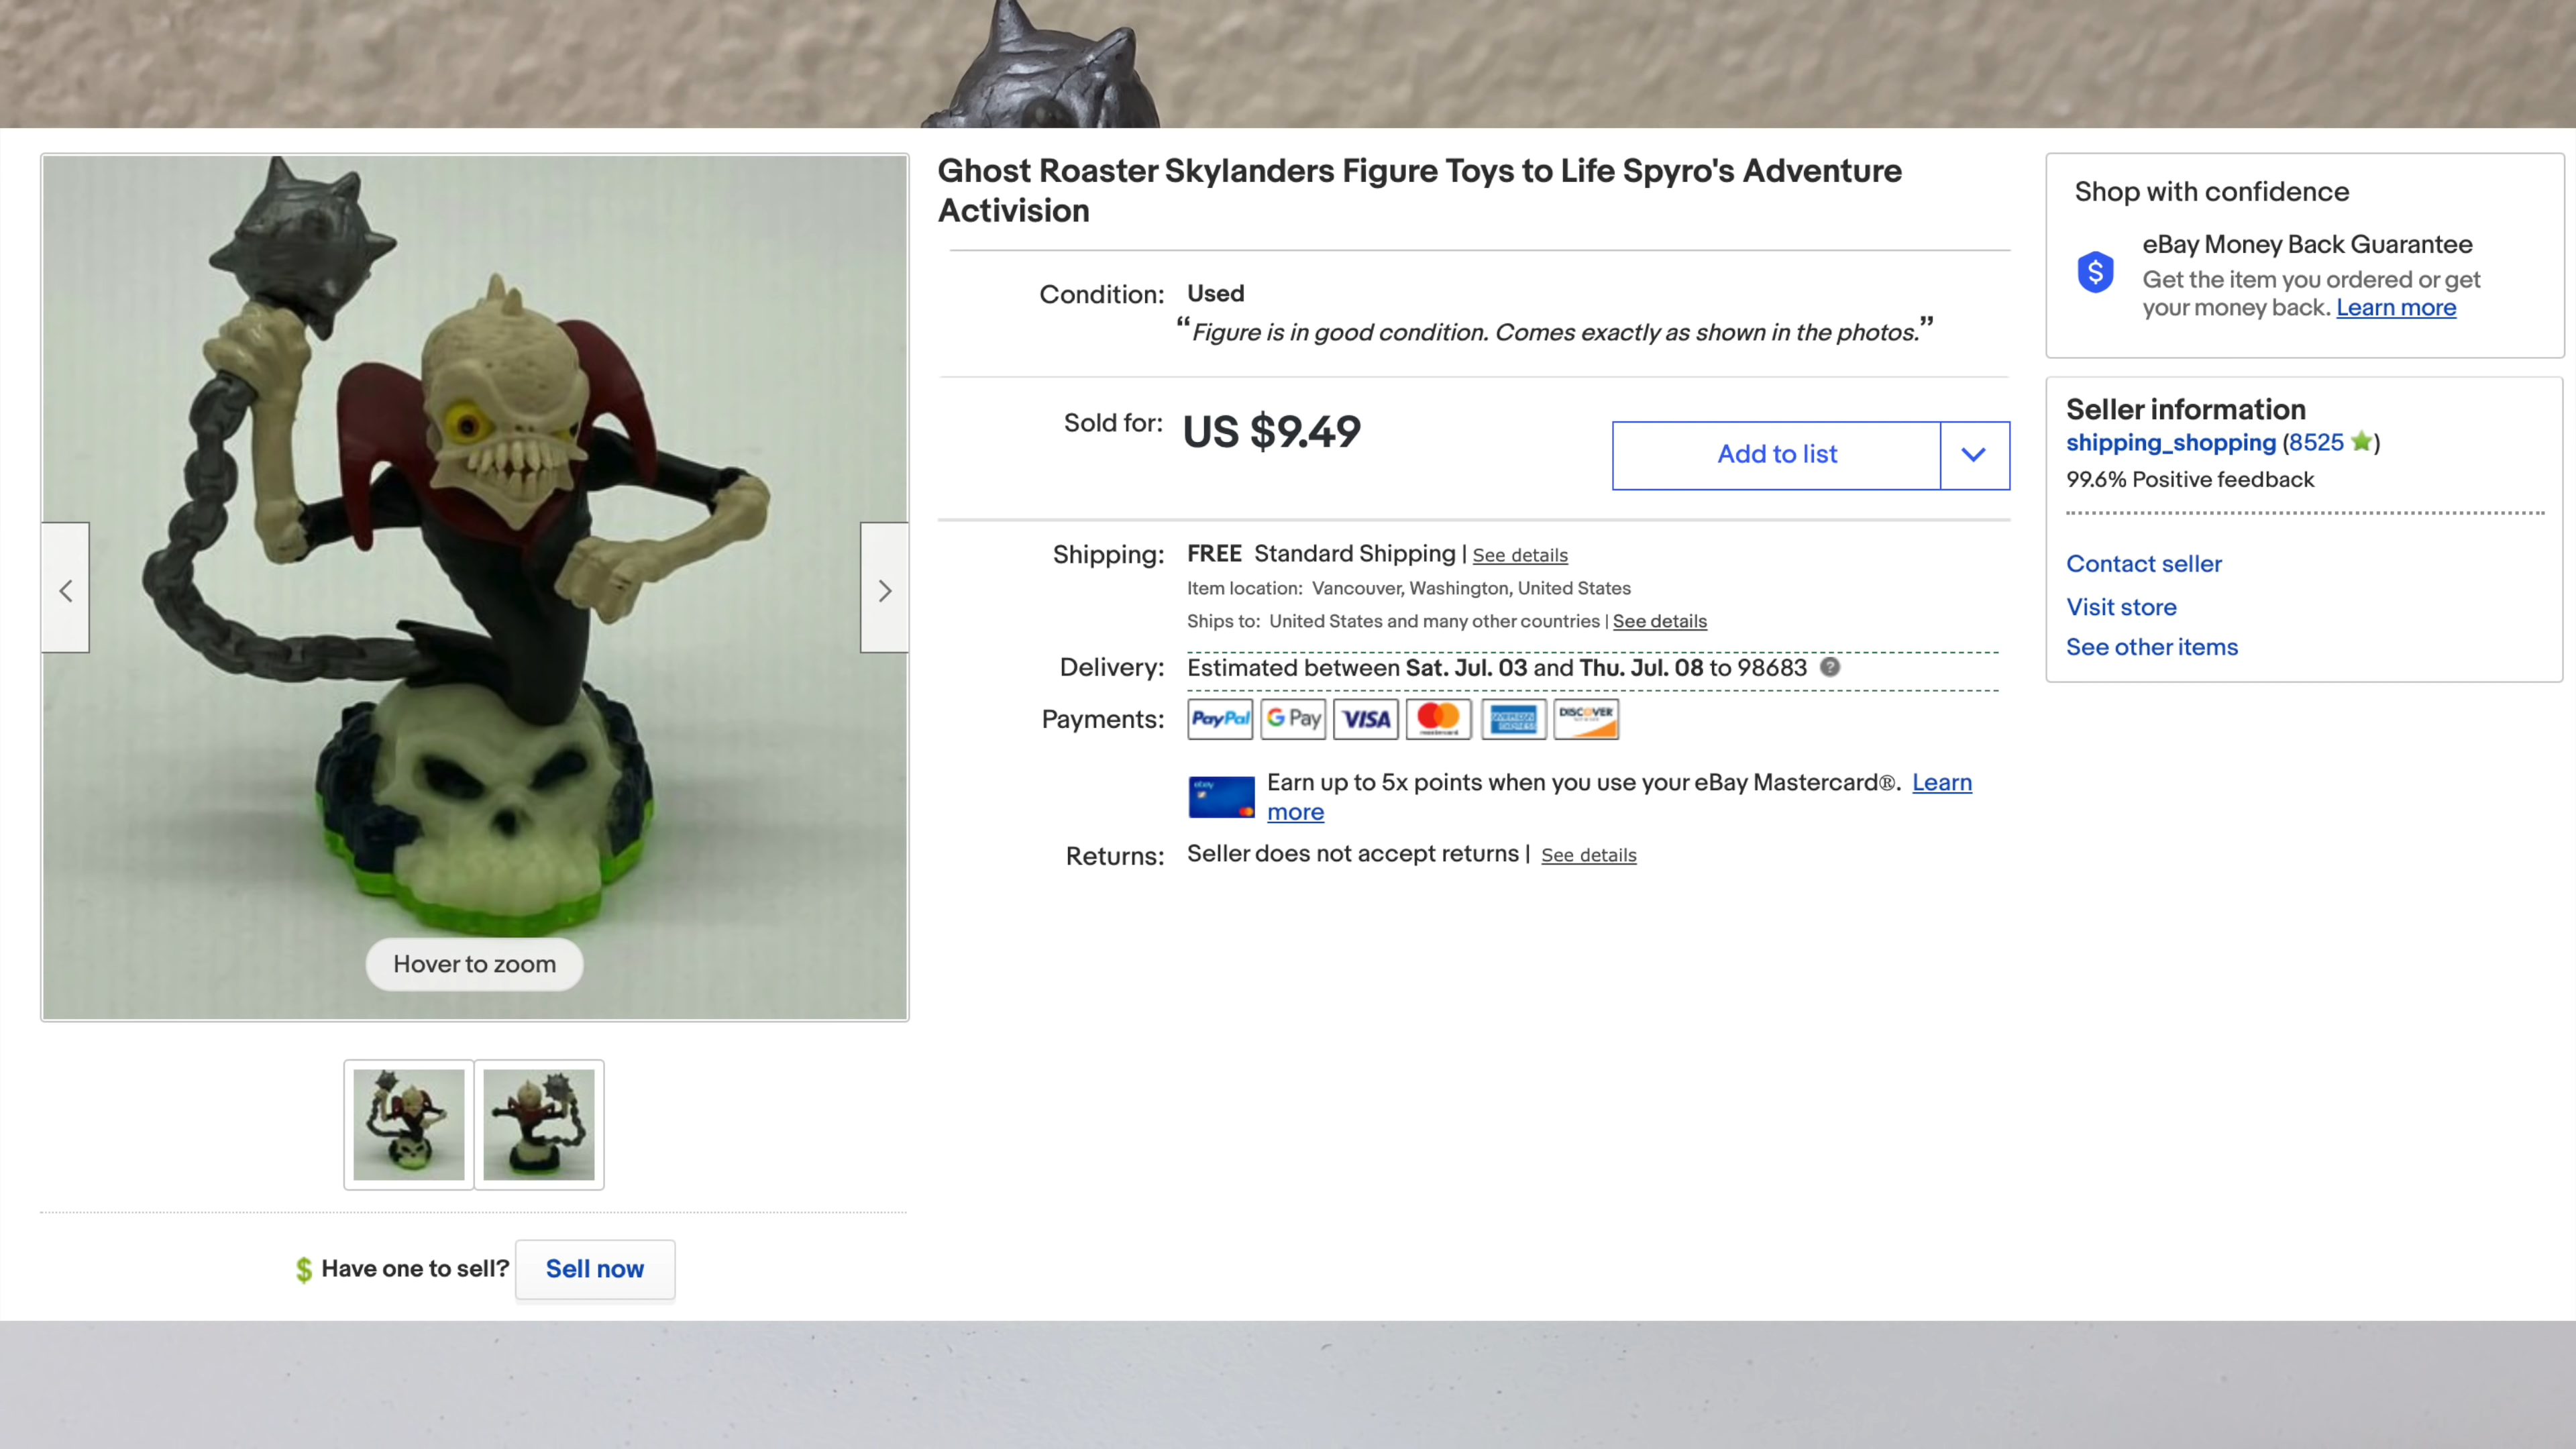 Ghost Roaster Skylanders Figure Toys to Life Spyro's Adventure
Activision
Condition: Used
“Figure is in good condition. Comes exactly as shown in the photos.”
Sold for: US $9.49
Add to list
Shipping: FREE Standard Shipping | See details
Item location: Vancouver, Washington, United States
Ships to: United States and many other countries | See details
Delivery: Estimated between Sat. Jul. 03 and Thu. Jul. 08 to 98683 ?
Payments: PayPal G Pay VISA mastercard AMERICAN EXPRESS DISCOVER
ebay
Earn up to 5x points when you use your eBay Mastercard®. Learn
more
Returns: Seller does not accept returns | See details
Hover to zoom
$ Have one to sell? Sell now
Shop with confidence
eBay Money Back Guarantee
$
Get the item you ordered or get
your money back. Learn more
Seller information
shipping_shopping (8525)
99.6% Positive feedback
Contact seller
Visit store
See other items